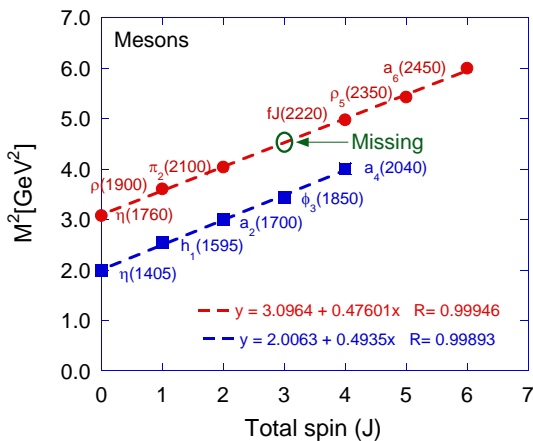 Mesons
M²[GeV²]
7.0
6.0
5.0
4.0
3.0
2.0
1.0
0.0
a₆(2450)
ρ₅(2350)
fJ(2220)
Missing
π₂(2100)
ρ(1900)
η(1760)
a₄(2040)
ϕ₃(1850)
a₂(1700)
h₁(1595)
η(1405)
y = 3.0964 + 0.47601x R= 0.99946
y = 2.0063 + 0.4935x R= 0.99893
0 1 2 3 4 5 6 7
Total spin (J)